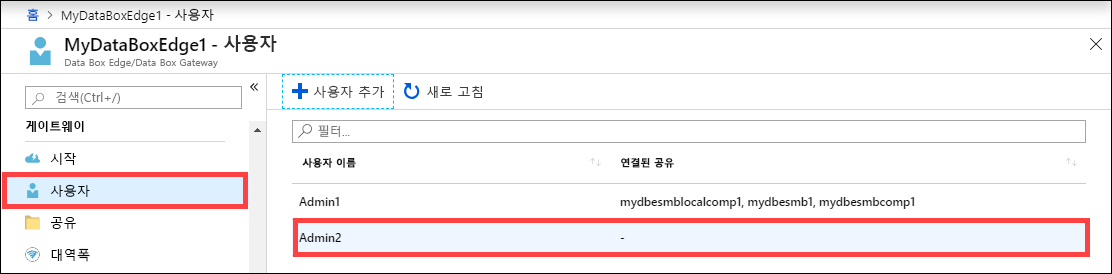 홈 > MyDataBoxEdge1 - 사용자
MyDataBoxEdge1 - 사용자
Data Box Edge/Data Box Gateway
검색(Ctrl+/)
게이트웨이
시작
사용자
공유
대역폭
사용자 추가 새로 고침
필터...
사용자 이름 연결된 공유
Admin1 mydbesmblocalcomp1, mydbesmb1, mydbesmbcomp1
Admin2 -